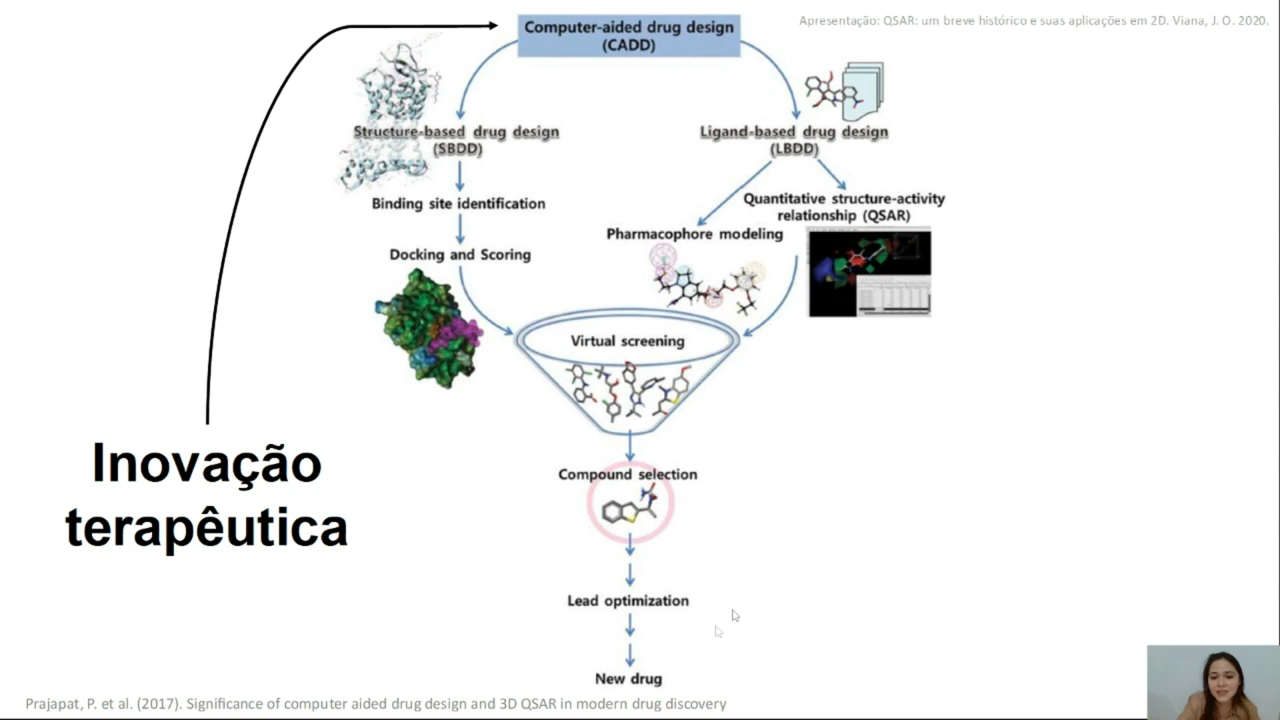 Apresentação: QSAR: um breve histórico e suas aplicações em 2D. Viana, J. O. 2020.
Computer-aided drug design
(CADD)
Structure-based drug design
(SBDD)
Ligand-based drug design
(LBDD)
Binding site identification
Quantitative structure-activity
relationship (QSAR)
Pharmacophore modeling
Docking and Scoring
Virtual screening
Inovação
terapêutica
Compound selection
Lead optimization
New drug
Prajapat, P. et al. (2017). Significance of computer aided drug design and 3D QSAR in modern drug discovery